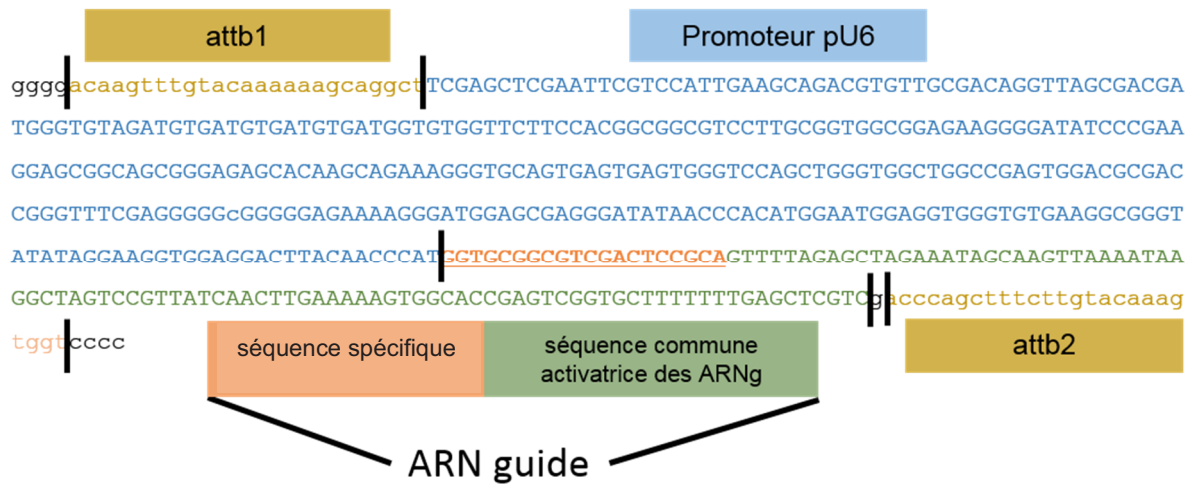 attb1
Promoteur pU6
ggggacaagtttgtacaaaaaagcaggctTCGAGCTCGAATTCGTCCATTGAAGCAGACGTGTTGCGACAGGTTAGCGACGA
TGGGTGTAGATGTGATGTGATGTGATGGTGTGGTTCTTCCACGGCGGCGTCCTTGCGGTGGCGGAGAAGGGGATATCCCGAA
GGAGCGGCAGCGGGAGAGCACAAGCAGAAAGGGTGCAGTGAGTGAGTGGGTCCAGCTGGGTGGCTGGCCGAGTGGACGCGAC
CGGGTTTCGAGGGGGcGGGGGAGAAAAGGGATGGAGCGAGGGATATAACCCACATGGAATGGAGGTGGGTGTGAAGGCGGGT
ATATAGGAAGGTGGAGGACTTACAACCCATGGTGCGGCGTCGACTCCGCAGTTTTAGAGCTAGAAATAGCAAGTTAAAATAA
GGCTAGTCCGTTATCAACTTGAAAAAGTGGCACCGAGTCGGTGCTTTTTTTGAGCTCGTCgacccagctttcttgtacaaag
tggtcccc
séquence spécifique
séquence commune
activatrice des ARNg
attb2
ARN guide